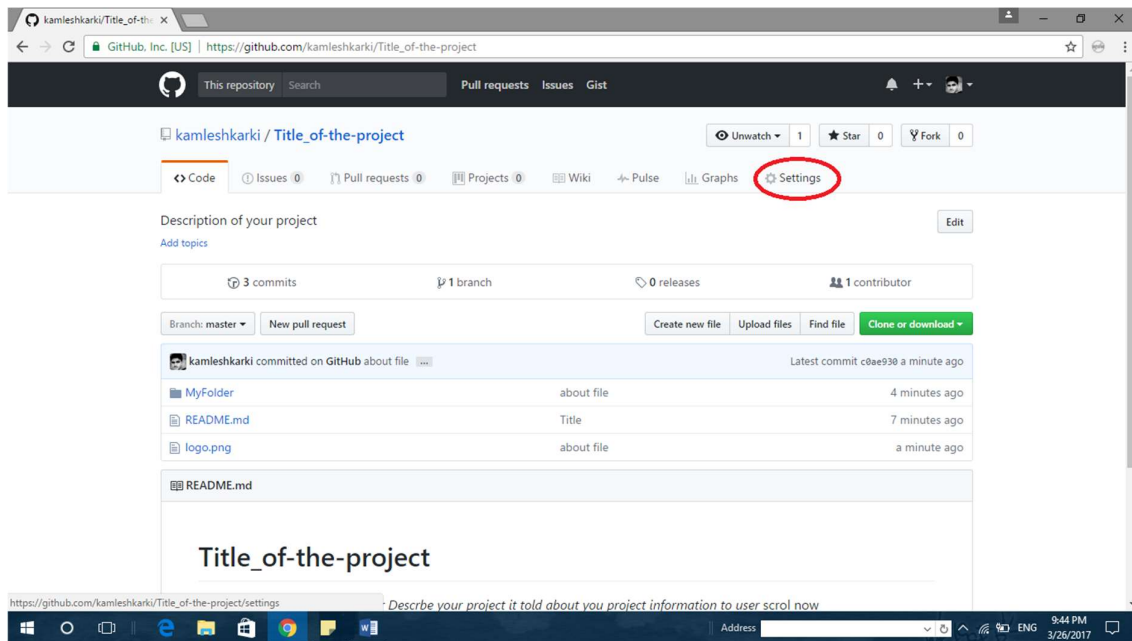 kamleshkarki/Title_of-the
GitHub, Inc. [US] | https://github.com/kamleshkarki/Title_of-the-project
This repository Search Pull requests Issues Gist
kamleshkarki / Title_of-the-project Unwatch 1 Star 0 Fork 0
Code Issues 0 Pull requests 0 Projects 0 Wiki Pulse Graphs Settings
Description of your project Edit
Add topics
3 commits 1 branch 0 releases 1 contributor
Branch: master New pull request Create new file Upload files Find file Clone or download
kamleshkarki committed on GitHub about file ... Latest commit c0ae930 a minute ago
MyFolder about file 4 minutes ago
README.md Title 7 minutes ago
logo.png about file a minute ago
README.md
Title_of-the-project
https://github.com/kamleshkarki/Title_of-the-project/settings Descrbe your project it told about you project information to user scrol now
Address ENG 9:44 PM
3/26/2017